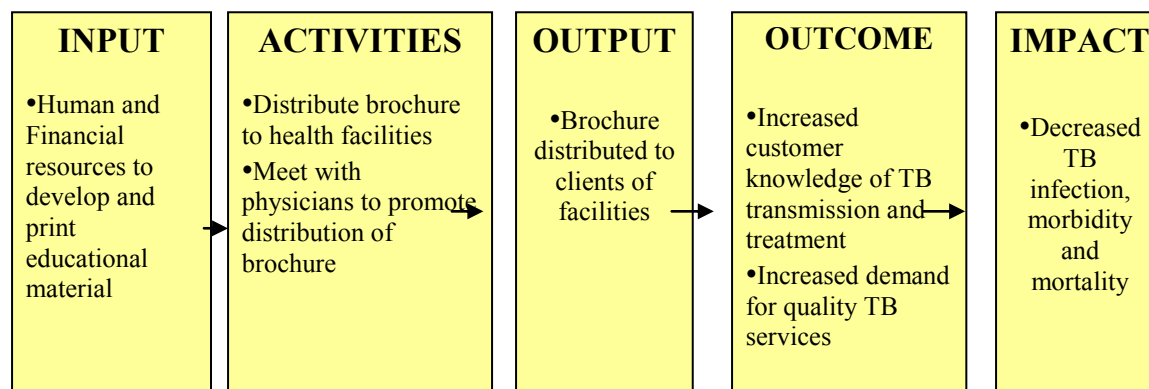 INPUT
•Human and
Financial
resources to
develop and
print
educational
material
ACTIVITIES
•Distribute brochure
to health facilities
•Meet with
physicians to promote
distribution of
brochure
OUTPUT
•Brochure
distributed to
clients of
facilities
OUTCOME
•Increased
customer
knowledge of TB
transmission and
treatment
•Increased demand
for quality TB
services
IMPACT
•Decreased
TB
infection,
morbidity
and
mortality